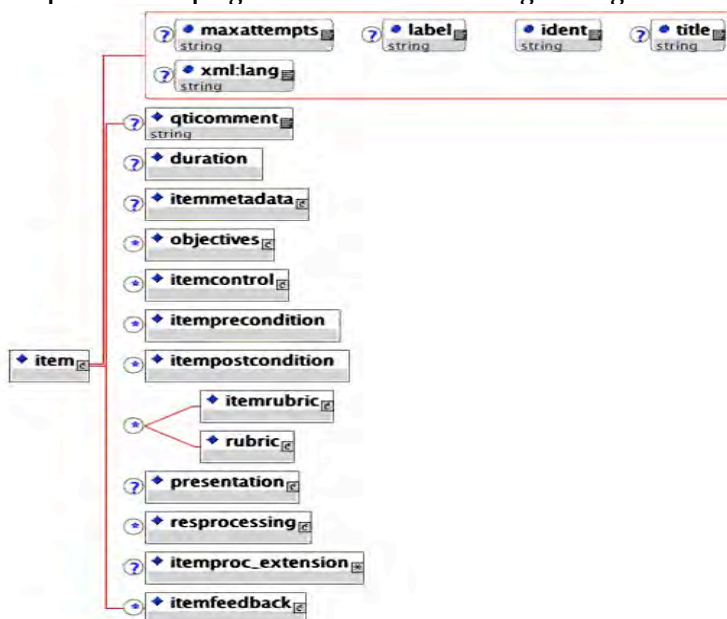 ? maxattempts ? label ident ? title
string string string string
? xml:lang
string
? qticomment
string
? duration
? itemmetadata
* objectives
* itemcontrol
* itemprecondition
item
* itempostcondition
itemrubric
*
rubric
? presentation
* resprocessing
? itemproc_extension
* itemfeedback